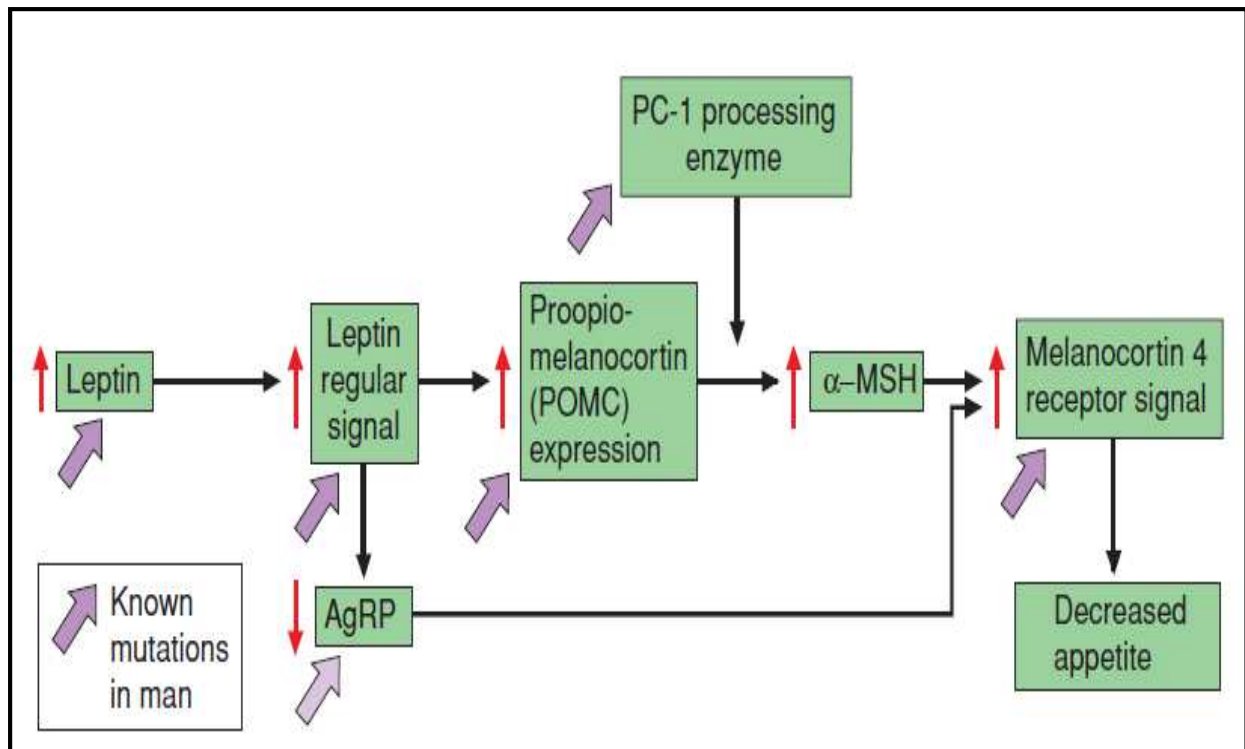 PC-1 processing
enzyme
Leptin
Leptin
regular
signal
Proopio-
melanocortin
(POMC)
expression
α–MSH
Melanocortin 4
receptor signal
AgRP
Decreased
appetite
Known
mutations
in man